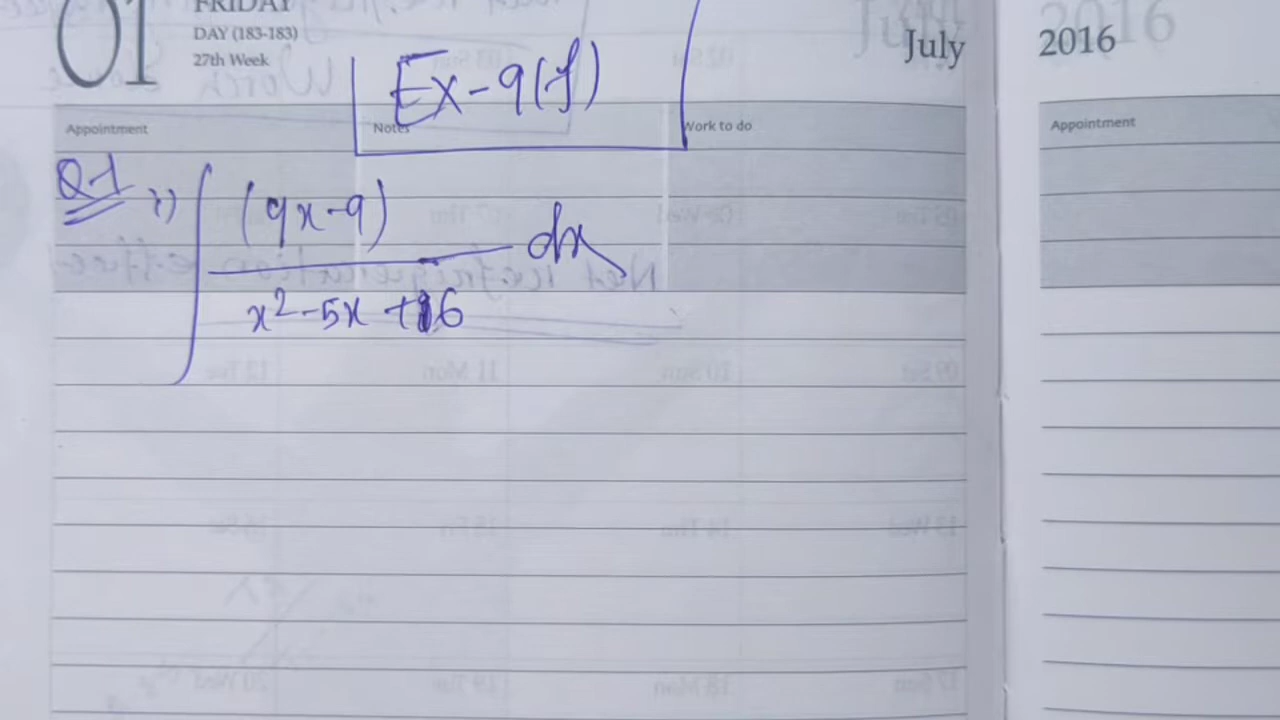 01
FRIDAY
DAY (183-183)
27th Week
July
2016
Ex-9(f)
Appointment
Notes
Work to do
Appointment
Q-1 i) ∫ (9x-9)
dx
x²-5x+6